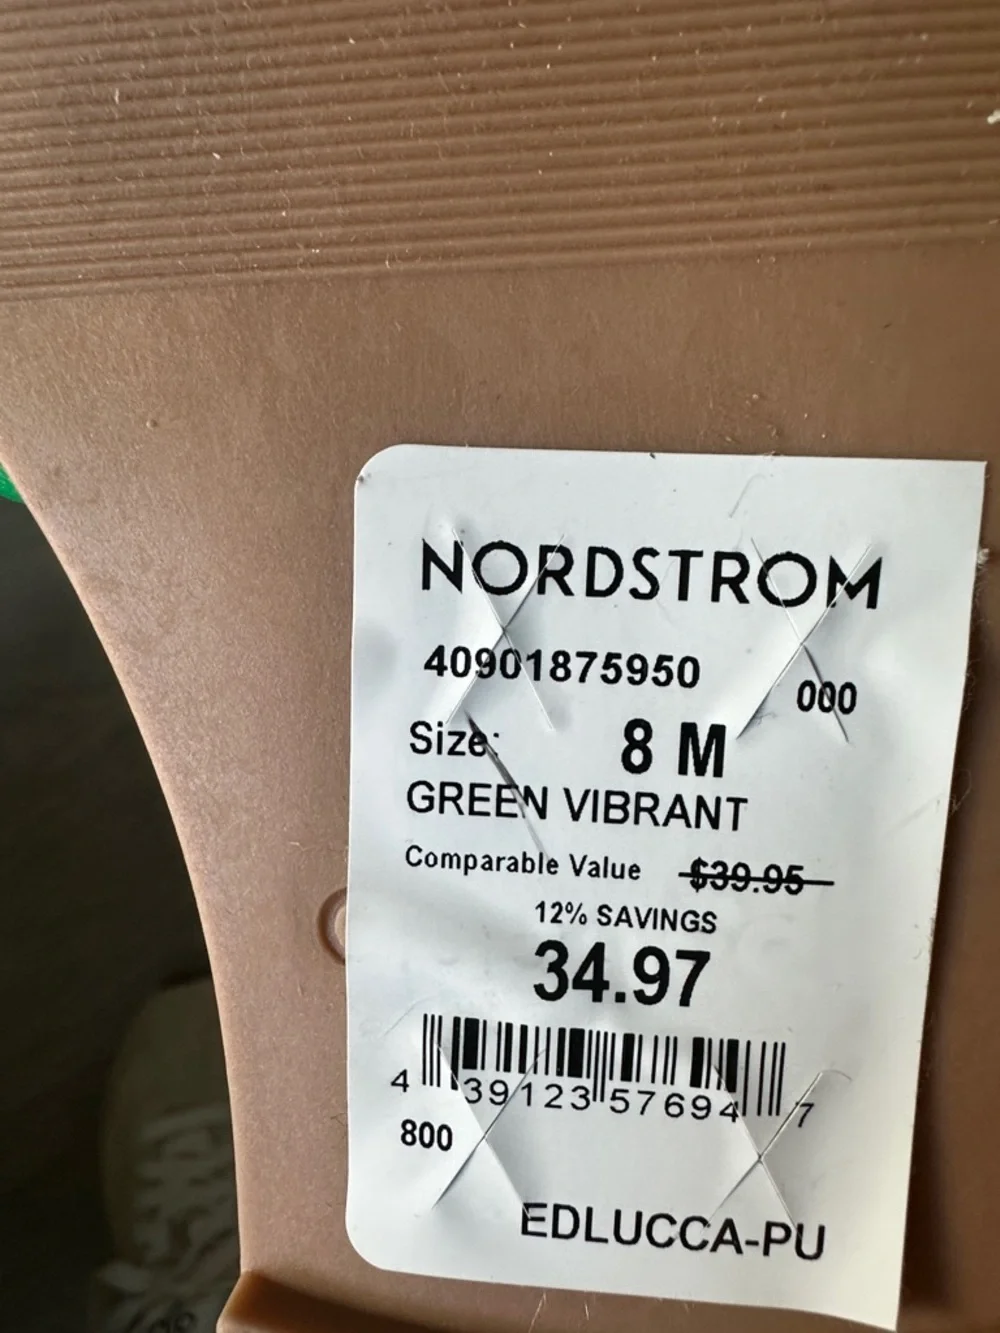 NORDSTROM
40901875950
000
Size: 8 M
GREEN VIBRANT
Comparable Value $39.95
12% SAVINGS
34.97
4 39123 57694 7
800
EDLUCCA-PU